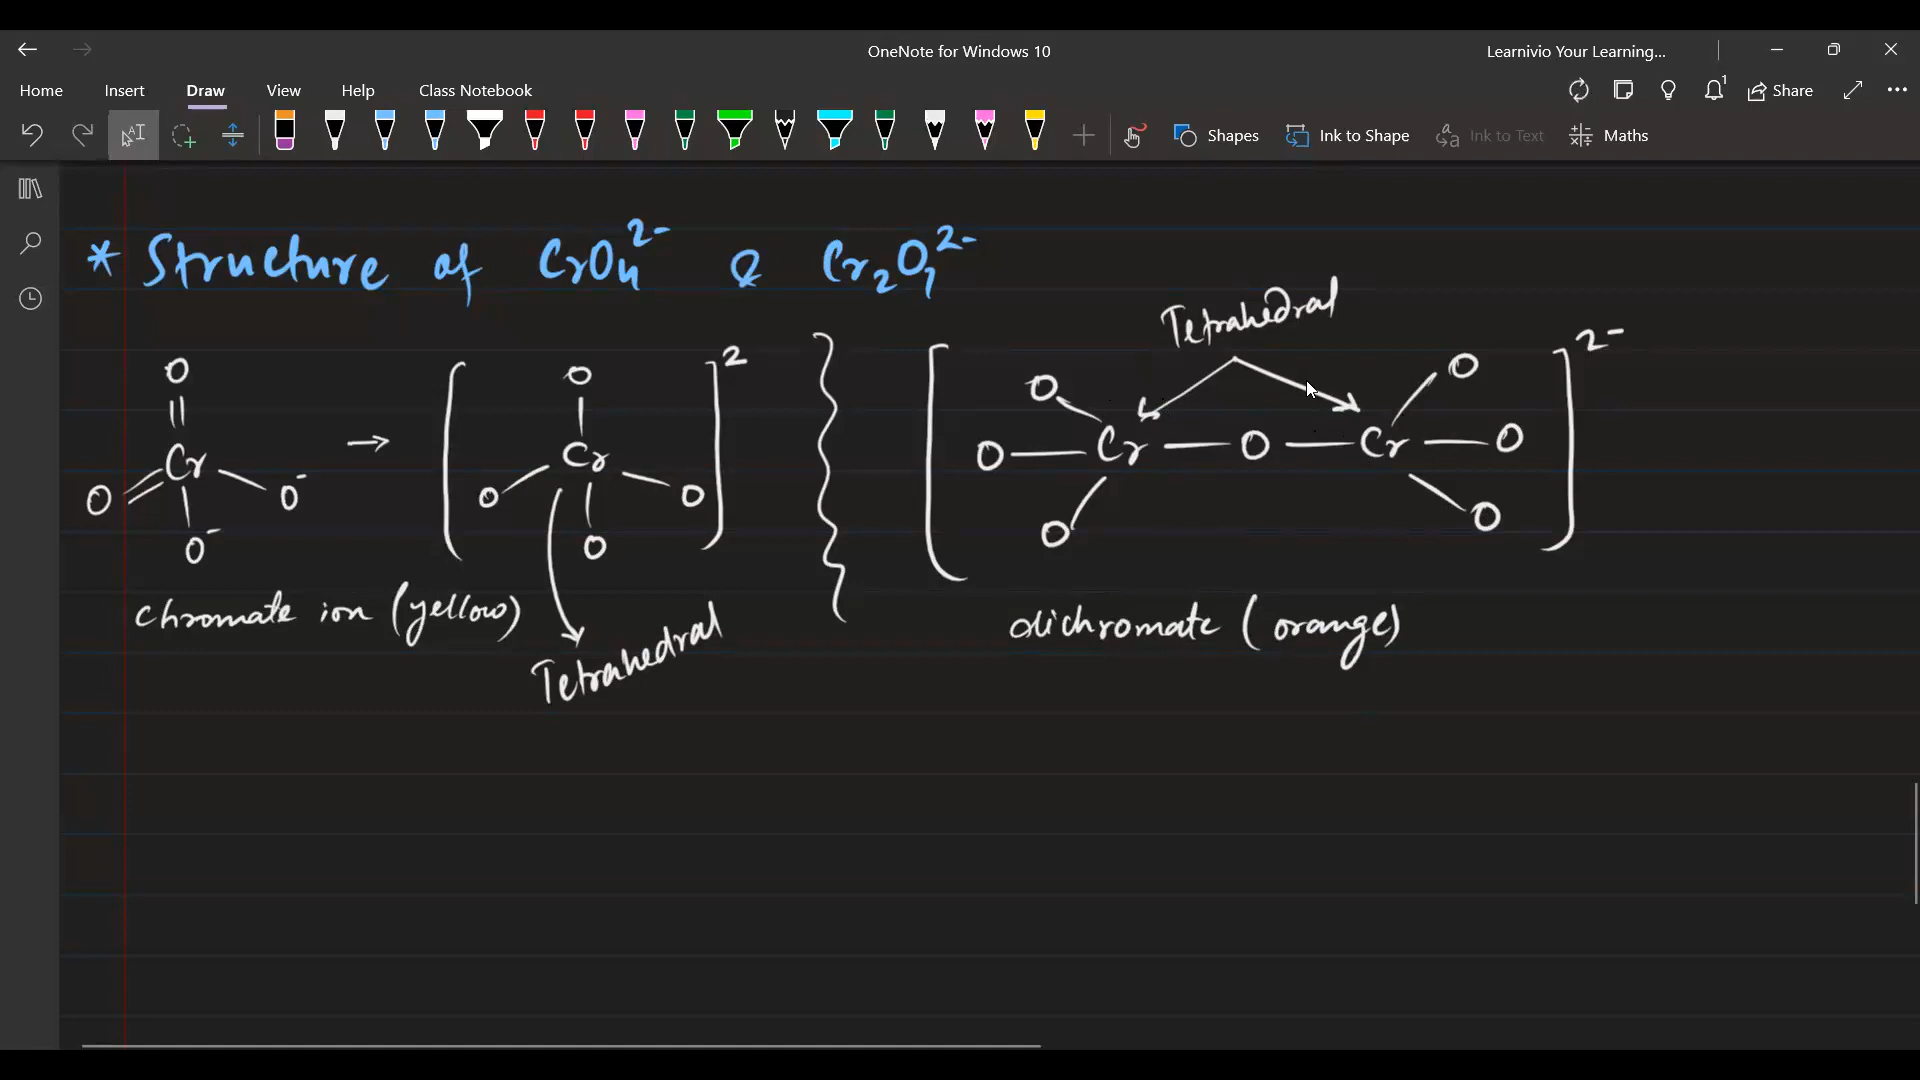 OneNote for Windows 10
Learnivio Your Learning...
Home Insert Draw View Help Class Notebook
1 Share
Shapes Ink to Shape Ink to Text Maths
* Structure of CrO4 2- & Cr2O7 2-
Tetrahedral
O
Cr
O
O-
O-
→
[ O
Cr
O
O
O ] 2
[ O
O — Cr — O — Cr — O
O
O
O ] 2-
chromate ion (yellow)
Tetrahedral
dichromate (orange)